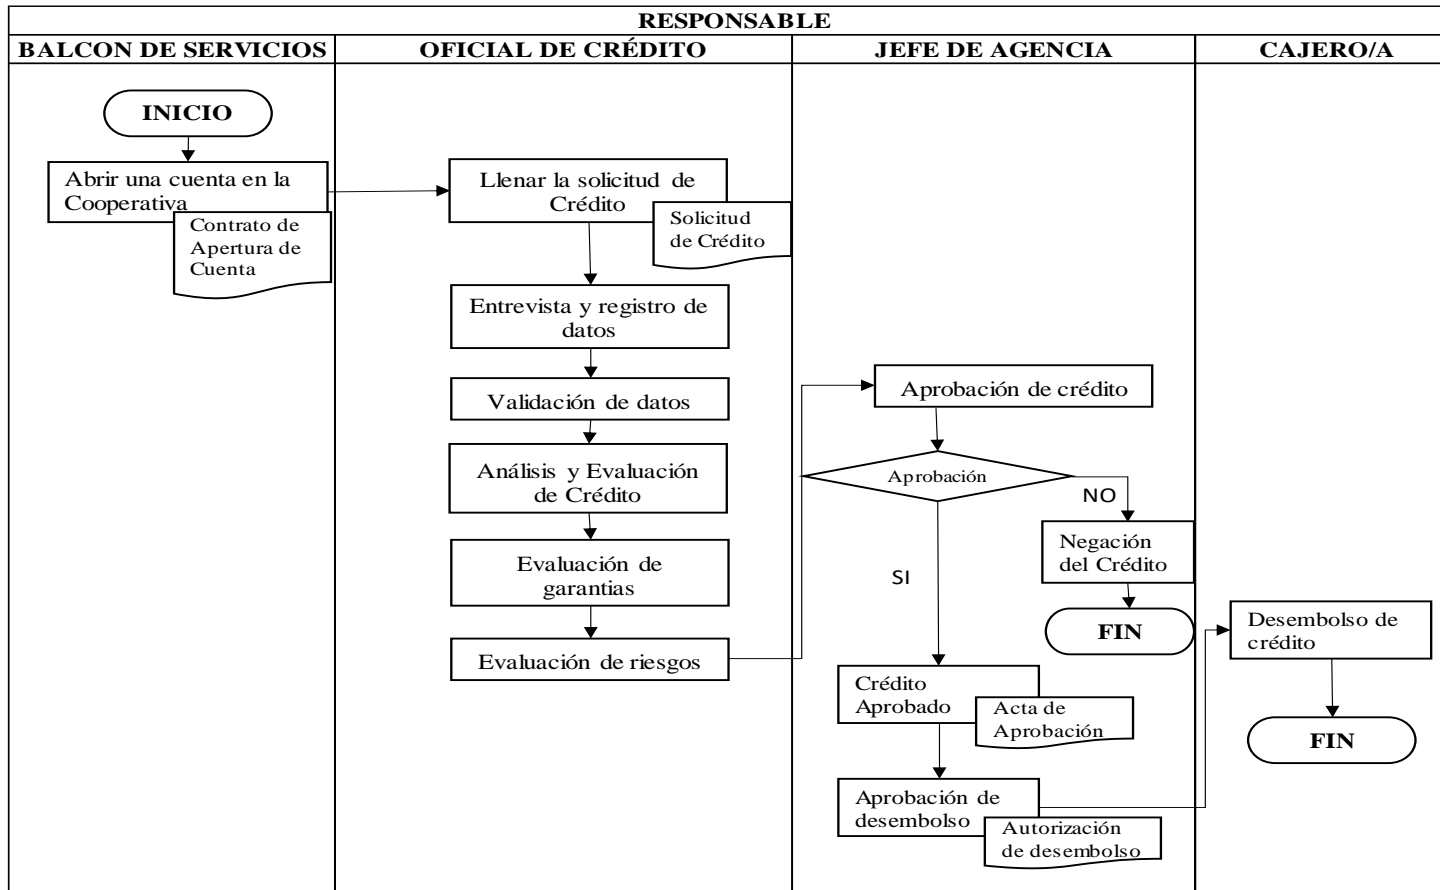 RESPONSABLE
BALCON DE SERVICIOS
OFICIAL DE CRÉDITO
JEFE DE AGENCIA
CAJERO/A
INICIO
Abrir una cuenta en la
Cooperativa
Contrato de
Apertura de
Cuenta
Llenar la solicitud de
Crédito
Solicitud
de Crédito
Entrevista y registro de
datos
Validación de datos
Análisis y Evaluación
de Crédito
Evaluación de
garantias
Evaluación de riesgos
Aprobación de crédito
Aprobación
NO
Negación
del Crédito
FIN
SI
Crédito
Aprobado
Acta de
Aprobación
Aprobación de
desembolso
Autorización
de desembolso
Desembolso de
crédito
FIN